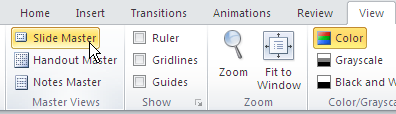 Home Insert Transitions Animations Review View
Slide Master
Handout Master
Notes Master
Master Views
Ruler
Gridlines
Guides
Show
Zoom
Fit to
Window
Zoom
Color
Grayscale
Black and W
Color/Grayscal